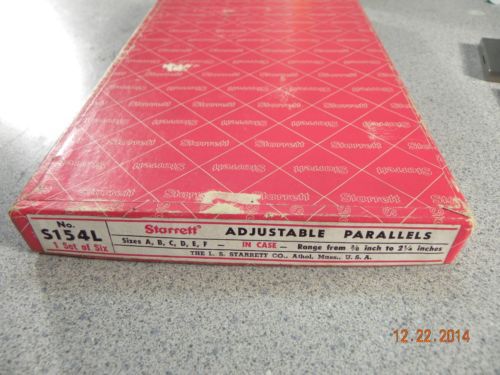 Starrett
No.
S154L
1 Set of Six
Starrett
ADJUSTABLE PARALLELS
Sizes A, B, C, D, E, F — IN CASE — Range from ⅜ inch to 2¼ inches
THE L. S. STARRETT CO., Athol, Mass., U. S. A.
12.22.2014